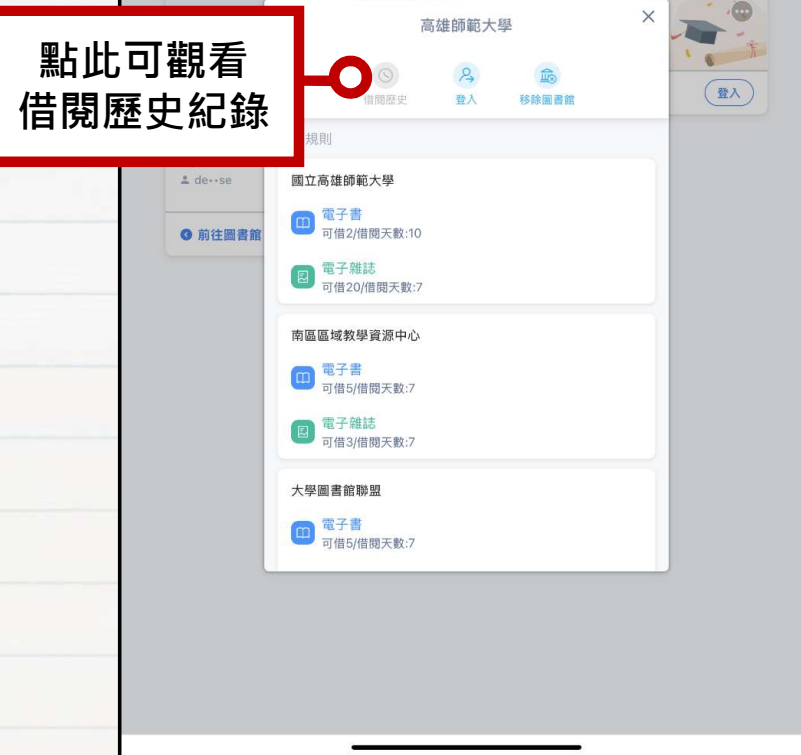 點此可觀看
借閱歷史紀錄
高雄師範大學
借閱歷史
登入
移除圖書館
登入
規則
de••se
前往圖書館
國立高雄師範大學
電子書
可借2/借閱天數:10
電子雜誌
可借20/借閱天數:7
南區區域教學資源中心
電子書
可借5/借閱天數:7
電子雜誌
可借3/借閱天數:7
大學圖書館聯盟
電子書
可借5/借閱天數:7